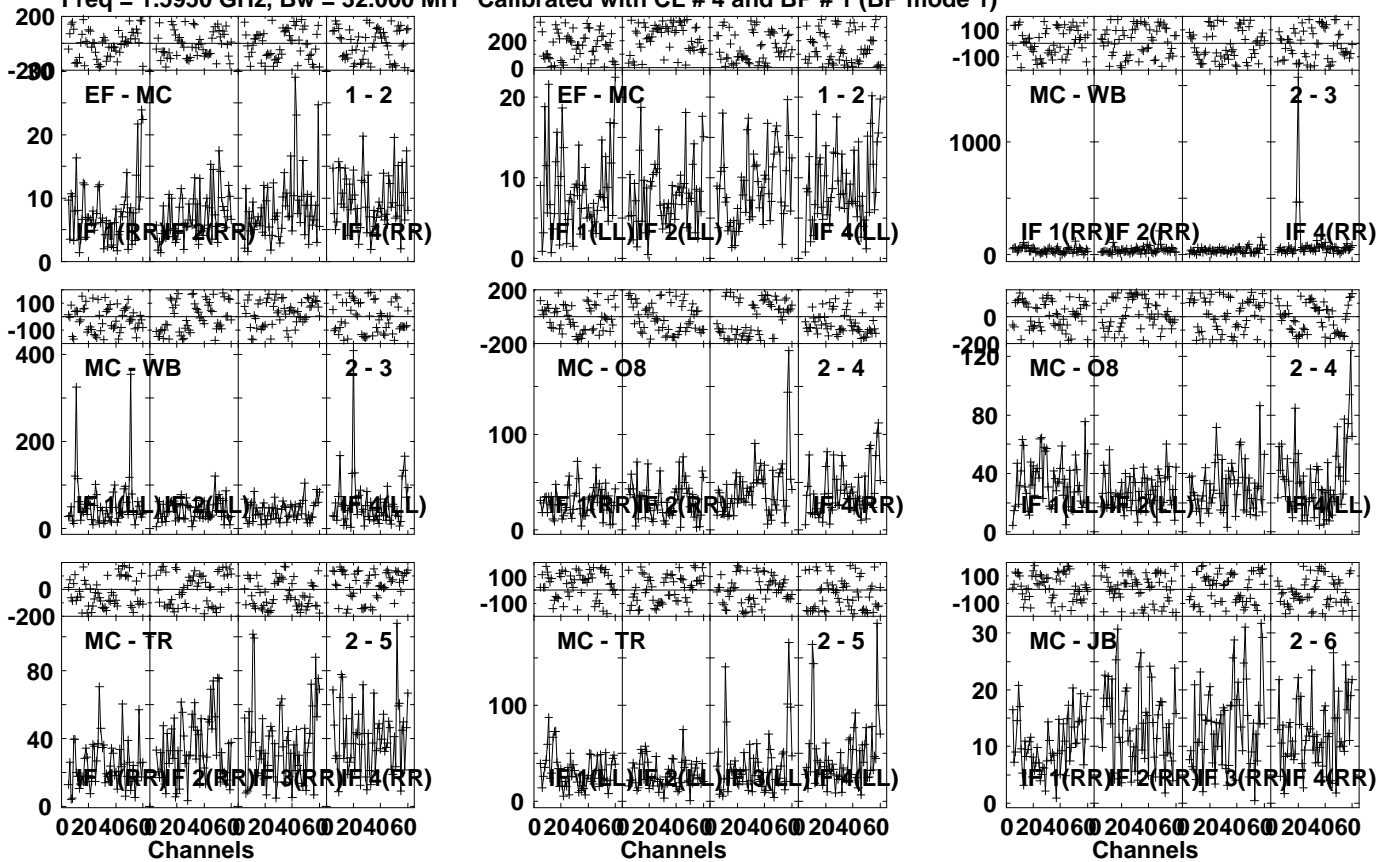 Freq = 1.5950 GHz, Bw = 32.000 MH Calibrated with CL # 4 and BP # 1 (BP mode 1)
200
-200
30
20
10
0
EF - MC
1 - 2
IF 1(RR)
IF 2(RR)
IF 4(RR)
200
0
20
10
0
EF - MC
1 - 2
IF 1(LL)
IF 2(LL)
IF 4(LL)
100
-100
1000
0
MC - WB
2 - 3
IF 1(RR)
IF 2(RR)
IF 4(RR)
100
-100
400
200
0
MC - WB
2 - 3
IF 1(LL)
IF 2(LL)
IF 4(LL)
200
-200
100
0
MC - O8
2 - 4
IF 1(RR)
IF 2(RR)
IF 4(RR)
0
-200
120
80
40
0
MC - O8
2 - 4
IF 1(LL)
IF 2(LL)
IF 4(LL)
0
-200
80
40
0
MC - TR
2 - 5
IF 1(RR)
IF 2(RR)
IF 3(RR)
IF 4(RR)
0 20 40 60 0 20 40 60 0 20 40 60 0 20 40 60
Channels
100
-100
100
0
MC - TR
2 - 5
IF 1(LL)
IF 2(LL)
IF 3(LL)
IF 4(LL)
0 20 40 60 0 20 40 60 0 20 40 60 0 20 40 60
Channels
100
-100
30
20
10
0
MC - JB
2 - 6
IF 1(RR)
IF 2(RR)
IF 3(RR)
IF 4(RR)
0 20 40 60 0 20 40 60 0 20 40 60 0 20 40 60
Channels